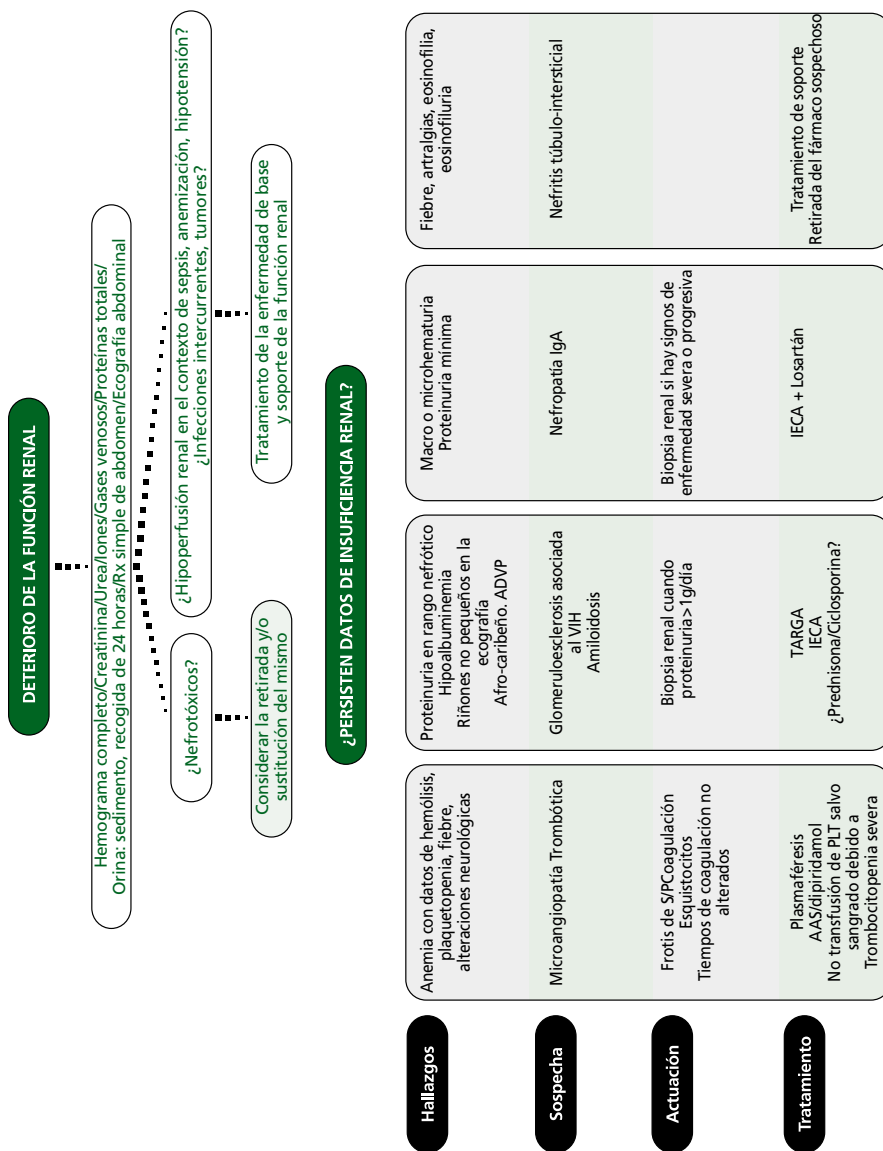 DETERIORO DE LA FUNCIÓN RENAL
Hemograma completo/Creatinina/Urea/Iones/Gases venosos/Proteínas totales/
Orina: sedimento, recogida de 24 horas/Rx simple de abdomen/Ecografía abdominal
¿Nefrotóxicos?
¿Hipoperfusión renal en el contexto de sepsis, anemización, hipotensión?
¿Infecciones intercurrentes, tumores?
Considerar la retirada y/o
sustitución del mismo
Tratamiento de la enfermedad de base
y soporte de la función renal
¿PERSISTEN DATOS DE INSUFICIENCIA RENAL?
Hallazgos
Anemia con datos de hemólisis,
plaquetopenia, fiebre,
alteraciones neurológicas
Proteinuria en rango nefrótico
Hipoalbuminemia
Riñones no pequeños en la
ecografía
Afro-caribeño. ADVP
Macro o microhematuria
Proteinuria mínima
Fiebre, artralgias, eosinofilia,
eosinofiluria
Sospecha
Microangiopatía Trombótica
Glomeruloesclerosis asociada
al VIH
Amiloidosis
Nefropatía IgA
Nefritis túbulo-intersticial
Actuación
Frotis de S/PCoagulación
Esquistocitos
Tiempos de coagulación no
alterados
Biopsia renal cuando
proteinuria>1g/día
Biopsia renal si hay signos de
enfermedad severa o progresiva
Tratamiento
Plasmaféresis
AAS/dipiridamol
No transfusión de PLT salvo
sangrado debido a
Trombocitopenia severa
TARGA
IECA
¿Prednisona/Ciclosporina?
IECA + Losartán
Tratamiento de soporte
Retirada del fármaco sospechoso